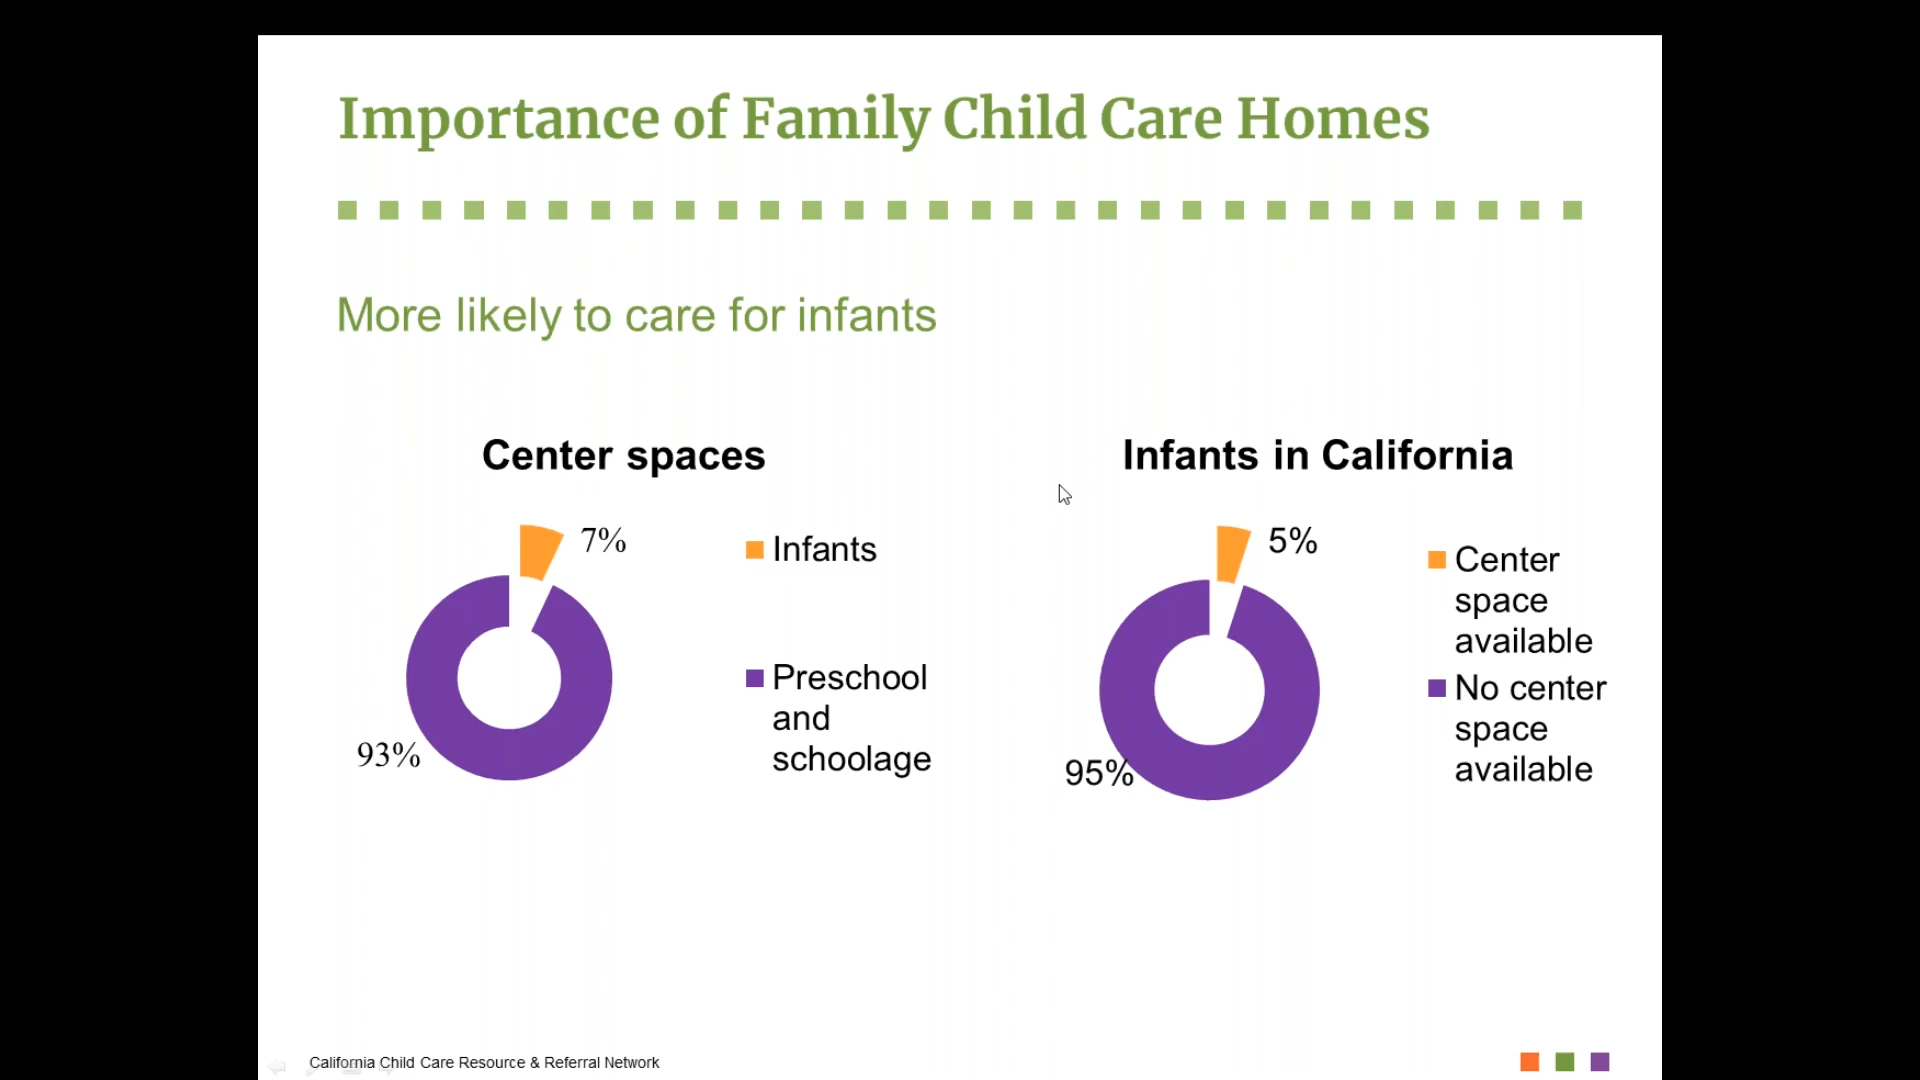 Importance of Family Child Care Homes
More likely to care for infants
Center spaces
7%
93%
Infants
Preschool
and
schoolage
Infants in California
5%
95%
Center
space
available
No center
space
available
California Child Care Resource & Referral Network